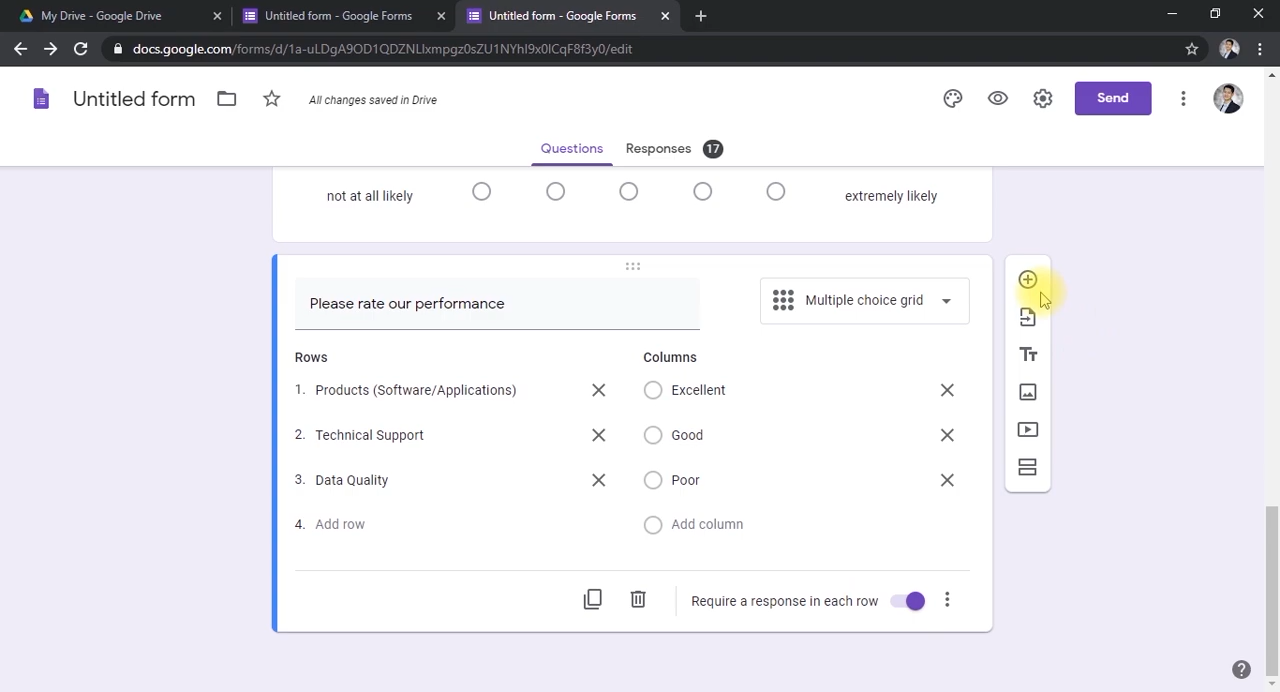 My Drive - Google Drive
Untitled form - Google Forms
Untitled form - Google Forms
docs.google.com/forms/d/1a-uLDgA9OD1QDZNLlxmpgz0sZU1NYhl9x0ICqF8f3y0/edit
Untitled form
All changes saved in Drive
Send
Questions
Responses 17
not at all likely
extremely likely
Please rate our performance
Multiple choice grid
Rows
Columns
1. Products (Software/Applications)
Excellent
2. Technical Support
Good
3. Data Quality
Poor
4. Add row
Add column
Require a response in each row